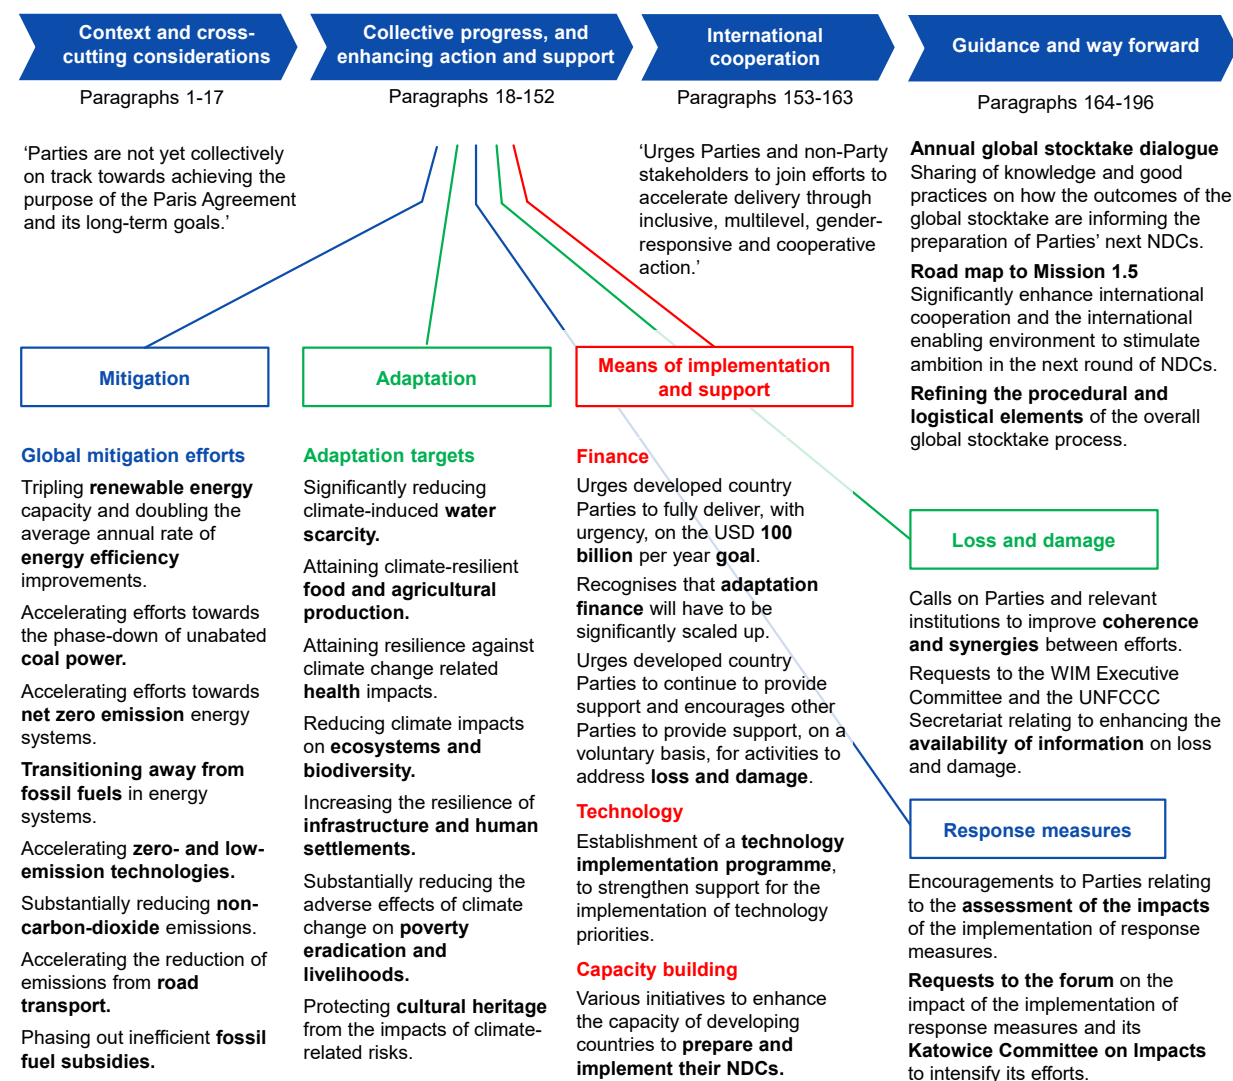 Context and cross-
cutting considerations
Paragraphs 1-17
‘Parties are not yet collectively
on track towards achieving the
purpose of the Paris Agreement
and its long-term goals.’
Collective progress, and
enhancing action and support
Paragraphs 18-152
International
cooperation
Paragraphs 153-163
‘Urges Parties and non-Party
stakeholders to join efforts to
accelerate delivery through
inclusive, multilevel, gender-
responsive and cooperative
action.’
Guidance and way forward
Paragraphs 164-196
Annual global stocktake dialogue
Sharing of knowledge and good
practices on how the outcomes of the
global stocktake are informing the
preparation of Parties’ next NDCs.
Road map to Mission 1.5
Significantly enhance international
cooperation and the international
enabling environment to stimulate
ambition in the next round of NDCs.
Refining the procedural and
logistical elements of the overall
global stocktake process.
Mitigation
Global mitigation efforts
Tripling renewable energy
capacity and doubling the
average annual rate of
energy efficiency
improvements.
Accelerating efforts towards
the phase-down of unabated
coal power.
Accelerating efforts towards
net zero emission energy
systems.
Transitioning away from
fossil fuels in energy
systems.
Accelerating zero- and low-
emission technologies.
Substantially reducing non-
carbon-dioxide emissions.
Accelerating the reduction of
emissions from road
transport.
Phasing out inefficient fossil
fuel subsidies.
Adaptation
Adaptation targets
Significantly reducing
climate-induced water
scarcity.
Attaining climate-resilient
food and agricultural
production.
Attaining resilience against
climate change related
health impacts.
Reducing climate impacts
on ecosystems and
biodiversity.
Increasing the resilience of
infrastructure and human
settlements.
Substantially reducing the
adverse effects of climate
change on poverty
eradication and
livelihoods.
Protecting cultural heritage
from the impacts of climate-
related risks.
Means of implementation
and support
Finance
Urges developed country
Parties to fully deliver, with
urgency, on the USD 100
billion per year goal.
Recognises that adaptation
finance will have to be
significantly scaled up.
Urges developed country
Parties to continue to provide
support and encourages other
Parties to provide support, on a
voluntary basis, for activities to
address loss and damage.
Technology
Establishment of a technology
implementation programme,
to strengthen support for the
implementation of technology
priorities.
Capacity building
Various initiatives to enhance
the capacity of developing
countries to prepare and
implement their NDCs.
Loss and damage
Calls on Parties and relevant
institutions to improve coherence
and synergies between efforts.
Requests to the WIM Executive
Committee and the UNFCCC
Secretariat relating to enhancing the
availability of information on loss
and damage.
Response measures
Encouragements to Parties relating
to the assessment of the impacts
of the implementation of response
measures.
Requests to the forum on the
impact of the implementation of
response measures and its
Katowice Committee on Impacts
to intensify its efforts.